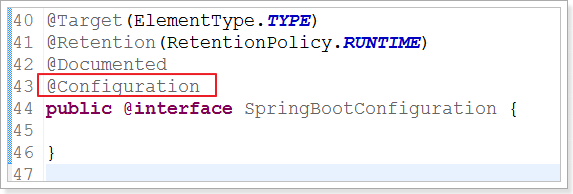 40 @Target(ElementType.TYPE)
41 @Retention(RetentionPolicy.RUNTIME)
42 @Documented
43 @Configuration
44 public @interface SpringBootConfiguration {
45
46 }
47